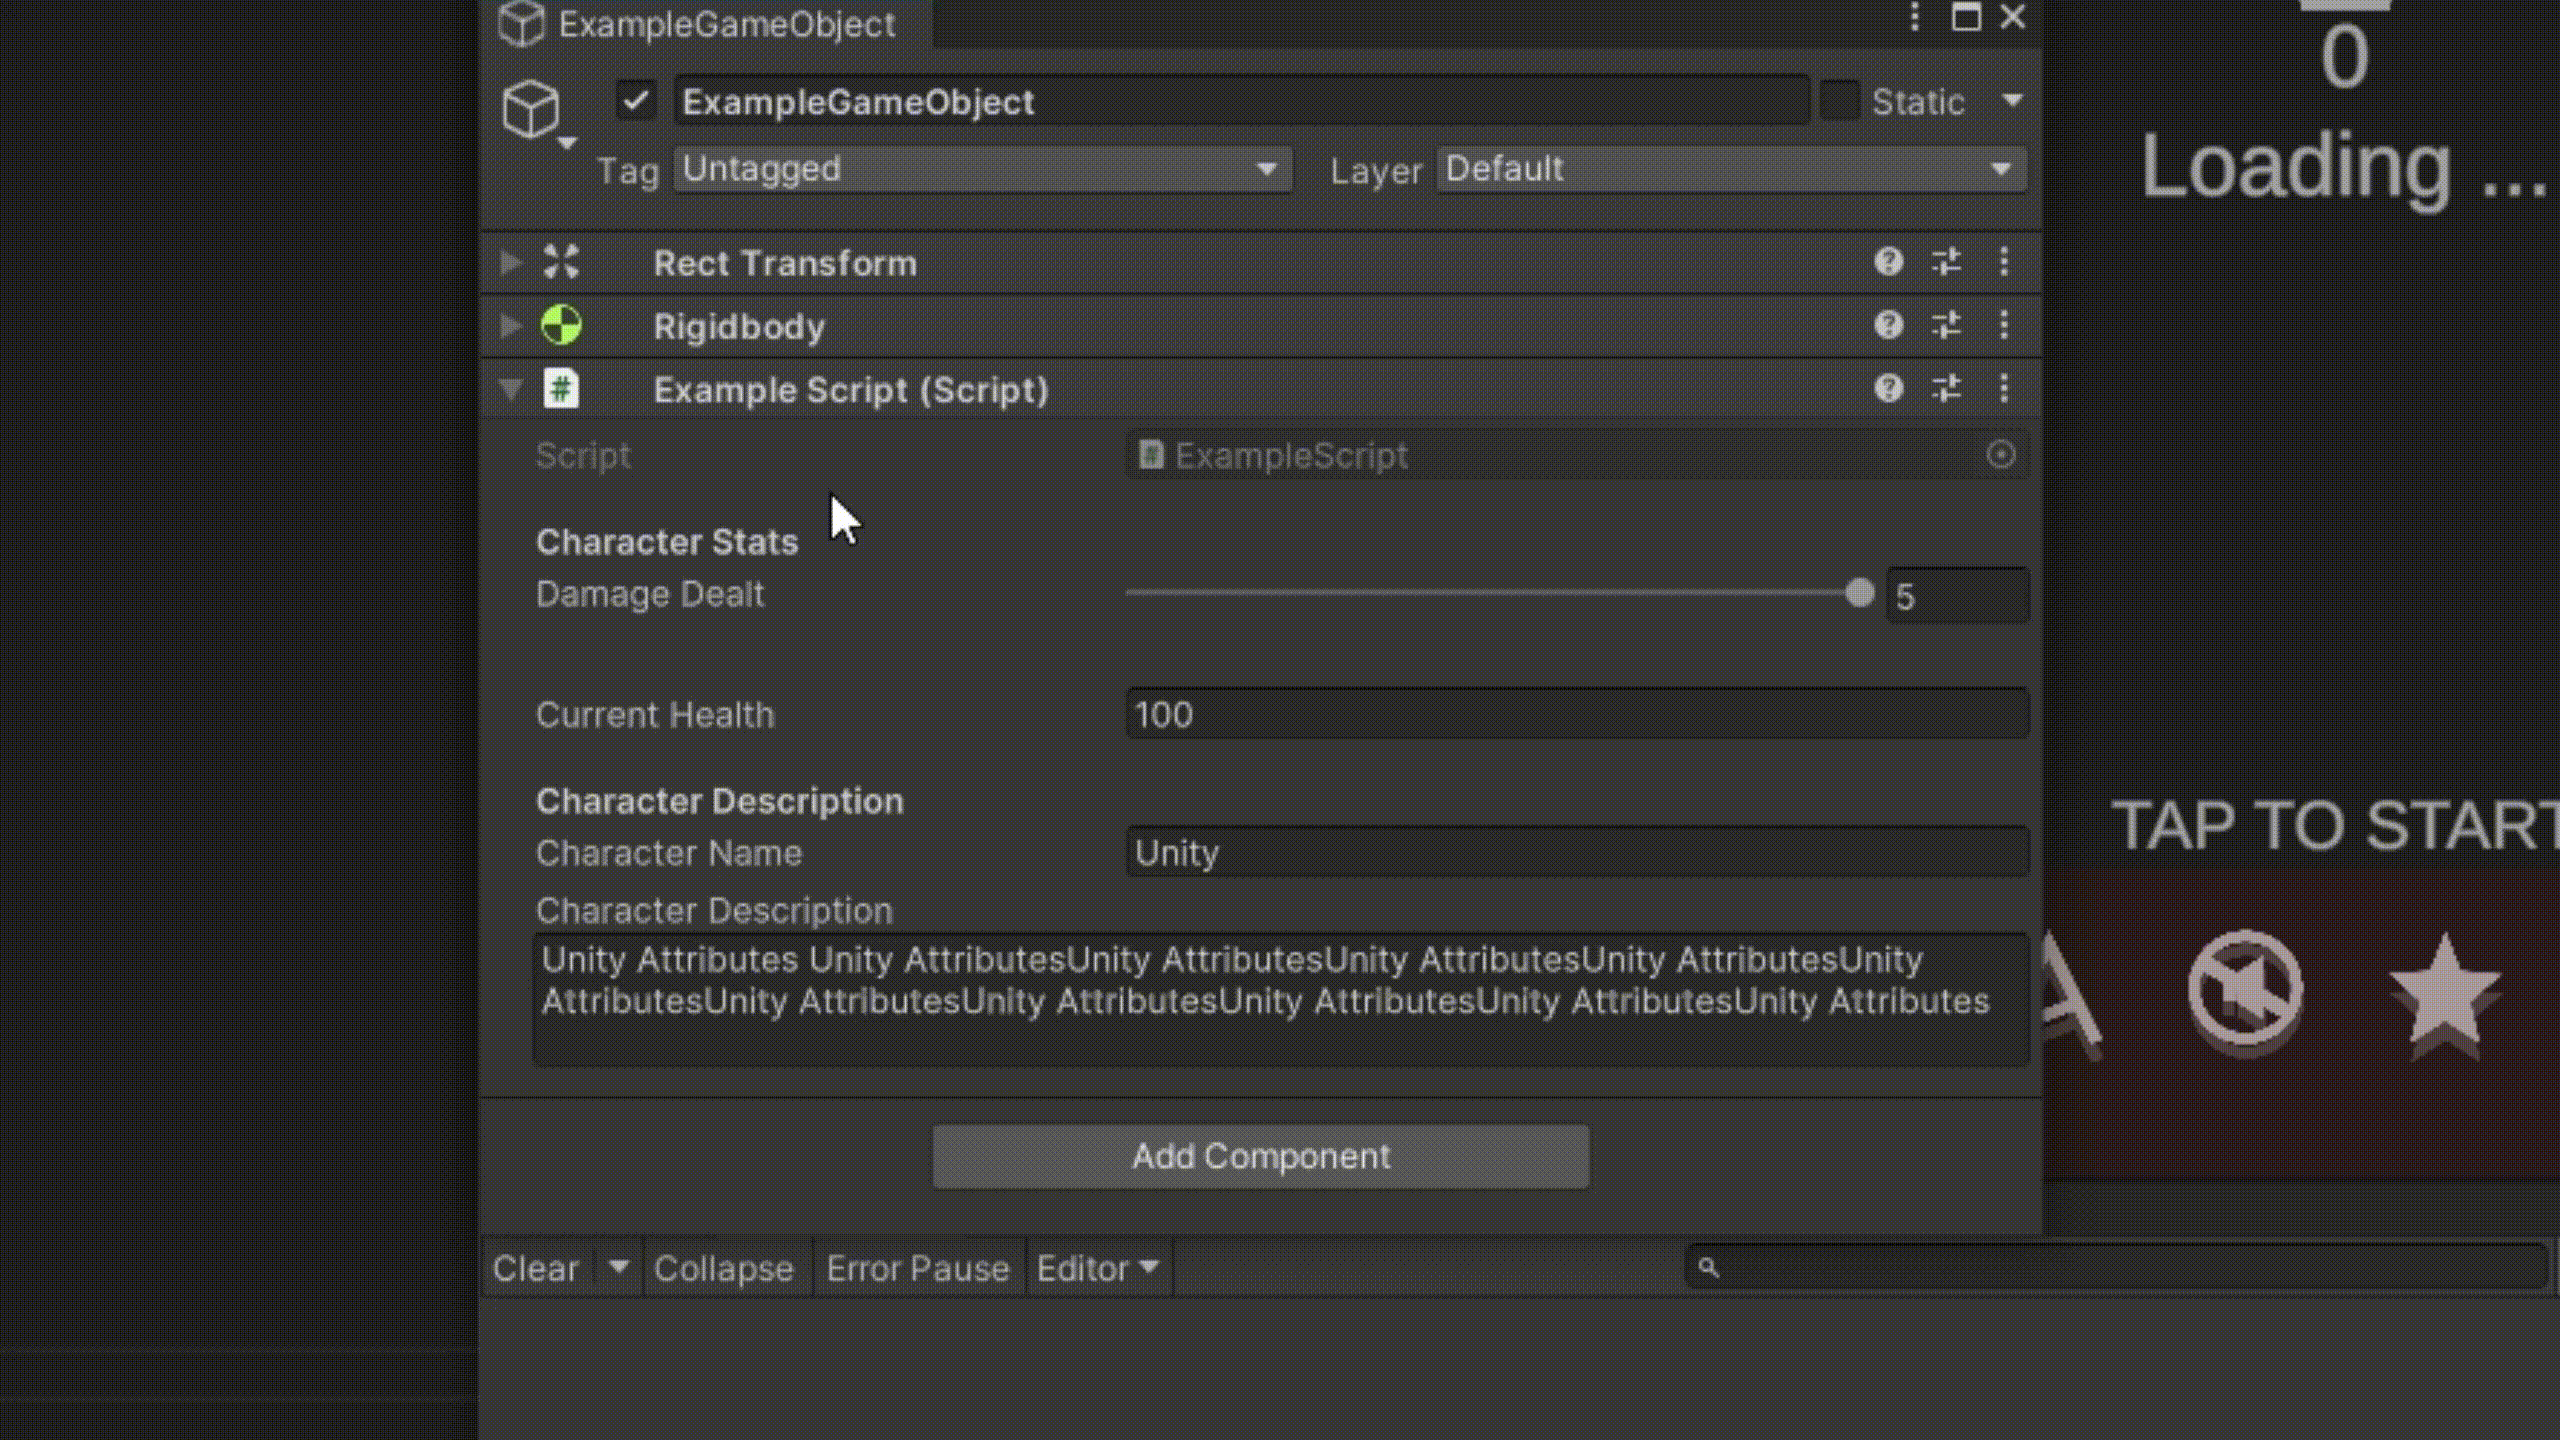 ExampleGameObject
ExampleGameObject
Static
Tag Untagged Layer Default
Rect Transform
Rigidbody
# Example Script (Script)
Script # ExampleScript
Character Stats
Damage Dealt 5
Current Health 100
Character Description
Character Name Unity
Character Description
Unity Attributes Unity AttributesUnity AttributesUnity AttributesUnity AttributesUnity
AttributesUnity AttributesUnity AttributesUnity AttributesUnity AttributesUnity Attributes
Add Component
Clear Collapse Error Pause Editor
0
Loading ...
TAP TO START